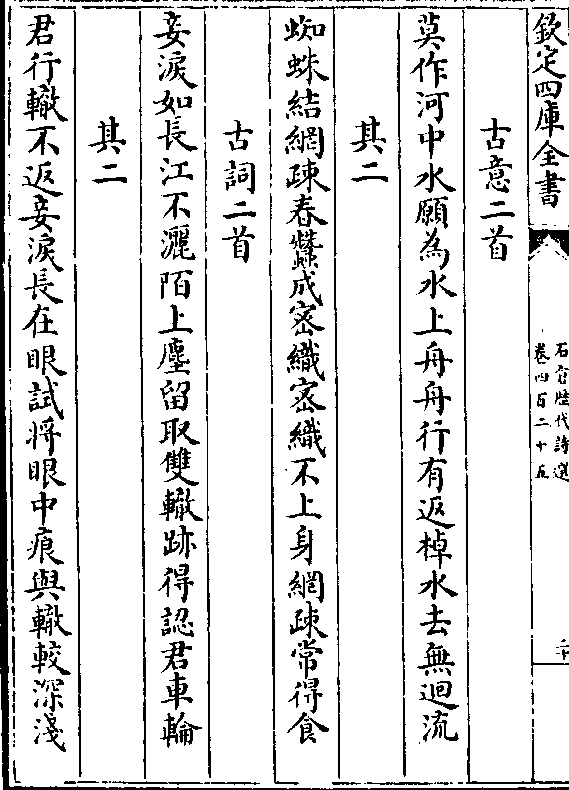 欽定四庫全書
石倉歷代詩選
卷四百二十五
二十
古意二首
莫作河中水願為水上舟舟行有返棹水去無迴流
其二
蜘蛛結網疎春蠶成密織密織不上身網疎常得食
古詞二首
妾淚如長江不灑陌上塵留取雙轍跡得認君車輪
其二
君行轍不返妾淚長在眼試將眼中痕與轍較深淺